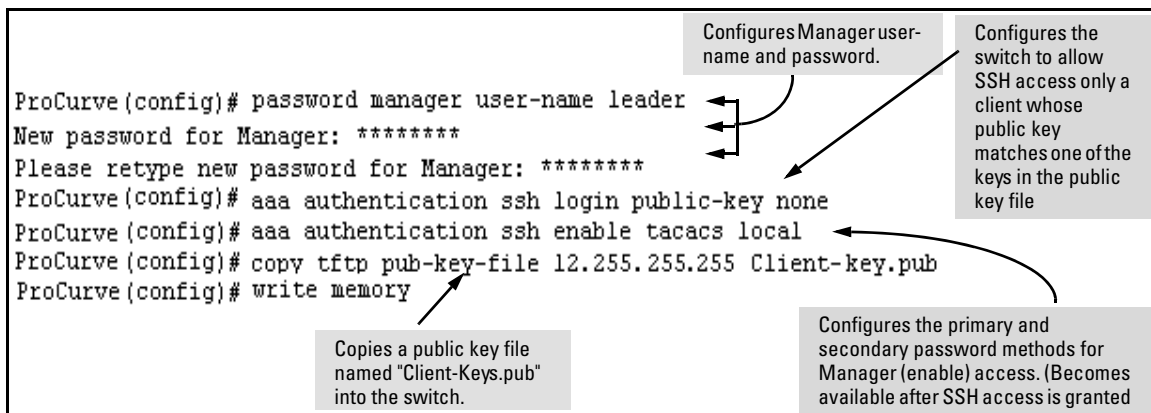 Configures Manager user-
name and password.
Configures the
switch to allow
SSH access only a
client whose
public key
matches one of the
keys in the public
key file
ProCurve(config)# password manager user-name leader
New password for Manager: ********
Please retype new password for Manager: ********
ProCurve(config)# aaa authentication ssh login public-key none
ProCurve(config)# aaa authentication ssh enable tacacs local
ProCurve(config)# copy tftp pub-key-file 12.255.255.255 Client-key.pub
ProCurve(config)# write memory
Copies a public key file
named "Client-Keys.pub"
into the switch.
Configures the primary and
secondary password methods for
Manager (enable) access. (Becomes
available after SSH access is granted